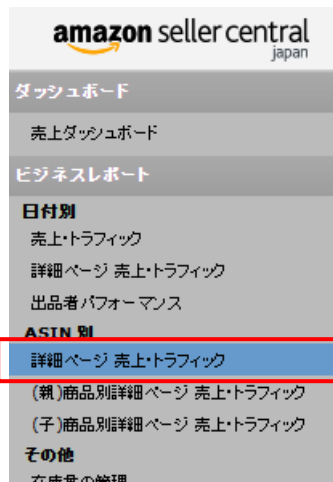 amazon seller central
japan
ダッシュボード
売上ダッシュボード
ビジネスレポート
日付別
売上・トラフィック
詳細ページ 売上・トラフィック
出品者パフォーマンス
ASIN 別
詳細ページ 売上・トラフィック
(親)商品別詳細ページ 売上・トラフィック
(子)商品別詳細ページ 売上・トラフィック
その他
在庫量の管理